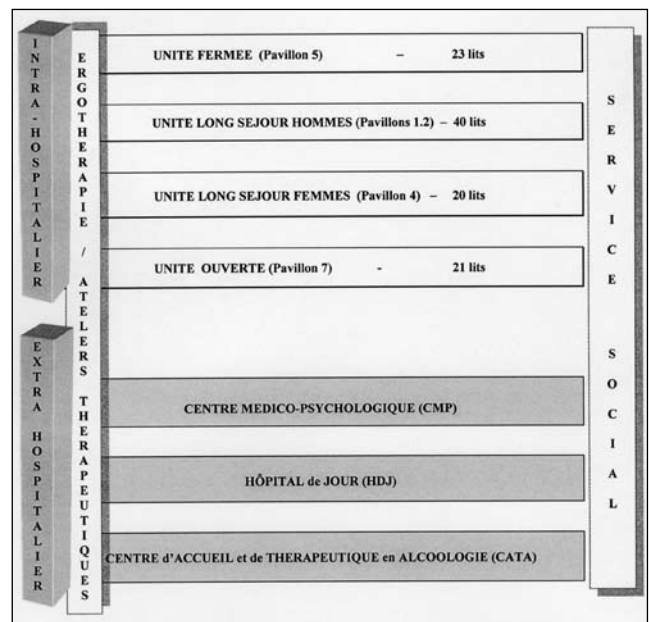 INTRA-HOSPITALIER
EXTRA HOSPITALIER
ERGOTHERAPIE / ATELERS THERAPEUTIQUES
UNITE FERMEE (Pavillon 5) – 23 lits
UNITE LONG SEJOUR HOMMES (Pavillons 1.2) – 40 lits
UNITE LONG SEJOUR FEMMES (Pavillon 4) – 20 lits
UNITE OUVERTE (Pavillon 7) - 21 lits
CENTRE MEDICO-PSYCHOLOGIQUE (CMP)
HÔPITAL de JOUR (HDJ)
CENTRE d'ACCUEIL et de THERAPEUTIQUE en ALCOOLOGIE (CATA)
SERVICE SOCIAL